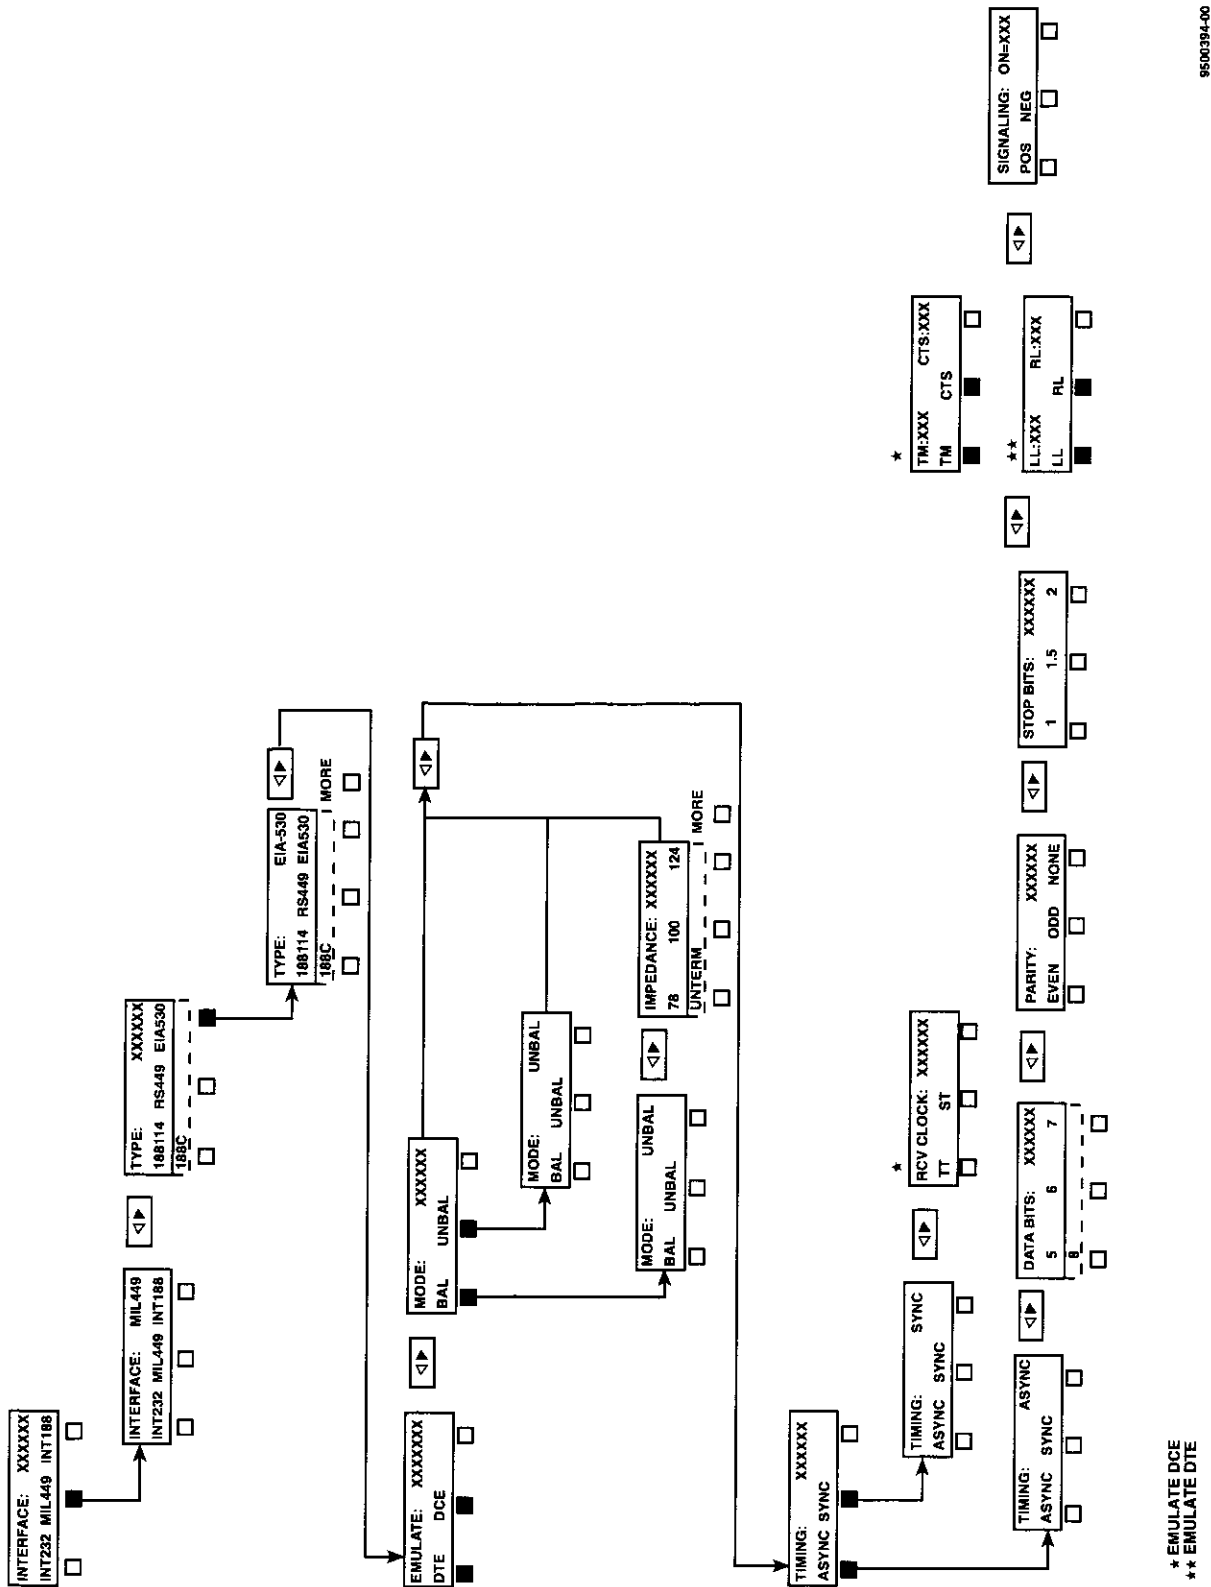 INTERFACE: XXXXXX
INT232 MIL449 INT188
INTERFACE: MIL449
INT232 MIL449 INT188
TYPE: XXXXXX
188114 RS449 EIA530
188C
TYPE: EIA-530
188114 RS449 EIA530
188C
MORE
EMULATE: XXXXXXX
DTE DCE
MODE: XXXXXX
BAL UNBAL
MODE: UNBAL
BAL UNBAL
MODE: UNBAL
BAL UNBAL
IMPEDANCE: XXXXXX
78 100 124
UNTERM
MORE
TIMING: XXXXXX
ASYNC SYNC
TIMING: SYNC
ASYNC SYNC
★
RCV CLOCK: XXXXXX
TT ST
TIMING: ASYNC
ASYNC SYNC
DATA BITS: XXXXXX
5 6 7
8
PARITY: XXXXXX
EVEN ODD NONE
STOP BITS: XXXXXX
1 1.5 2
★
TM:XXX CTS:XXX
TM CTS
★★
LL:XXX RL:XXX
LL RL
SIGNALING: ON=XXX
POS NEG
★ EMULATE DCE
★★ EMULATE DTE
9500394-00